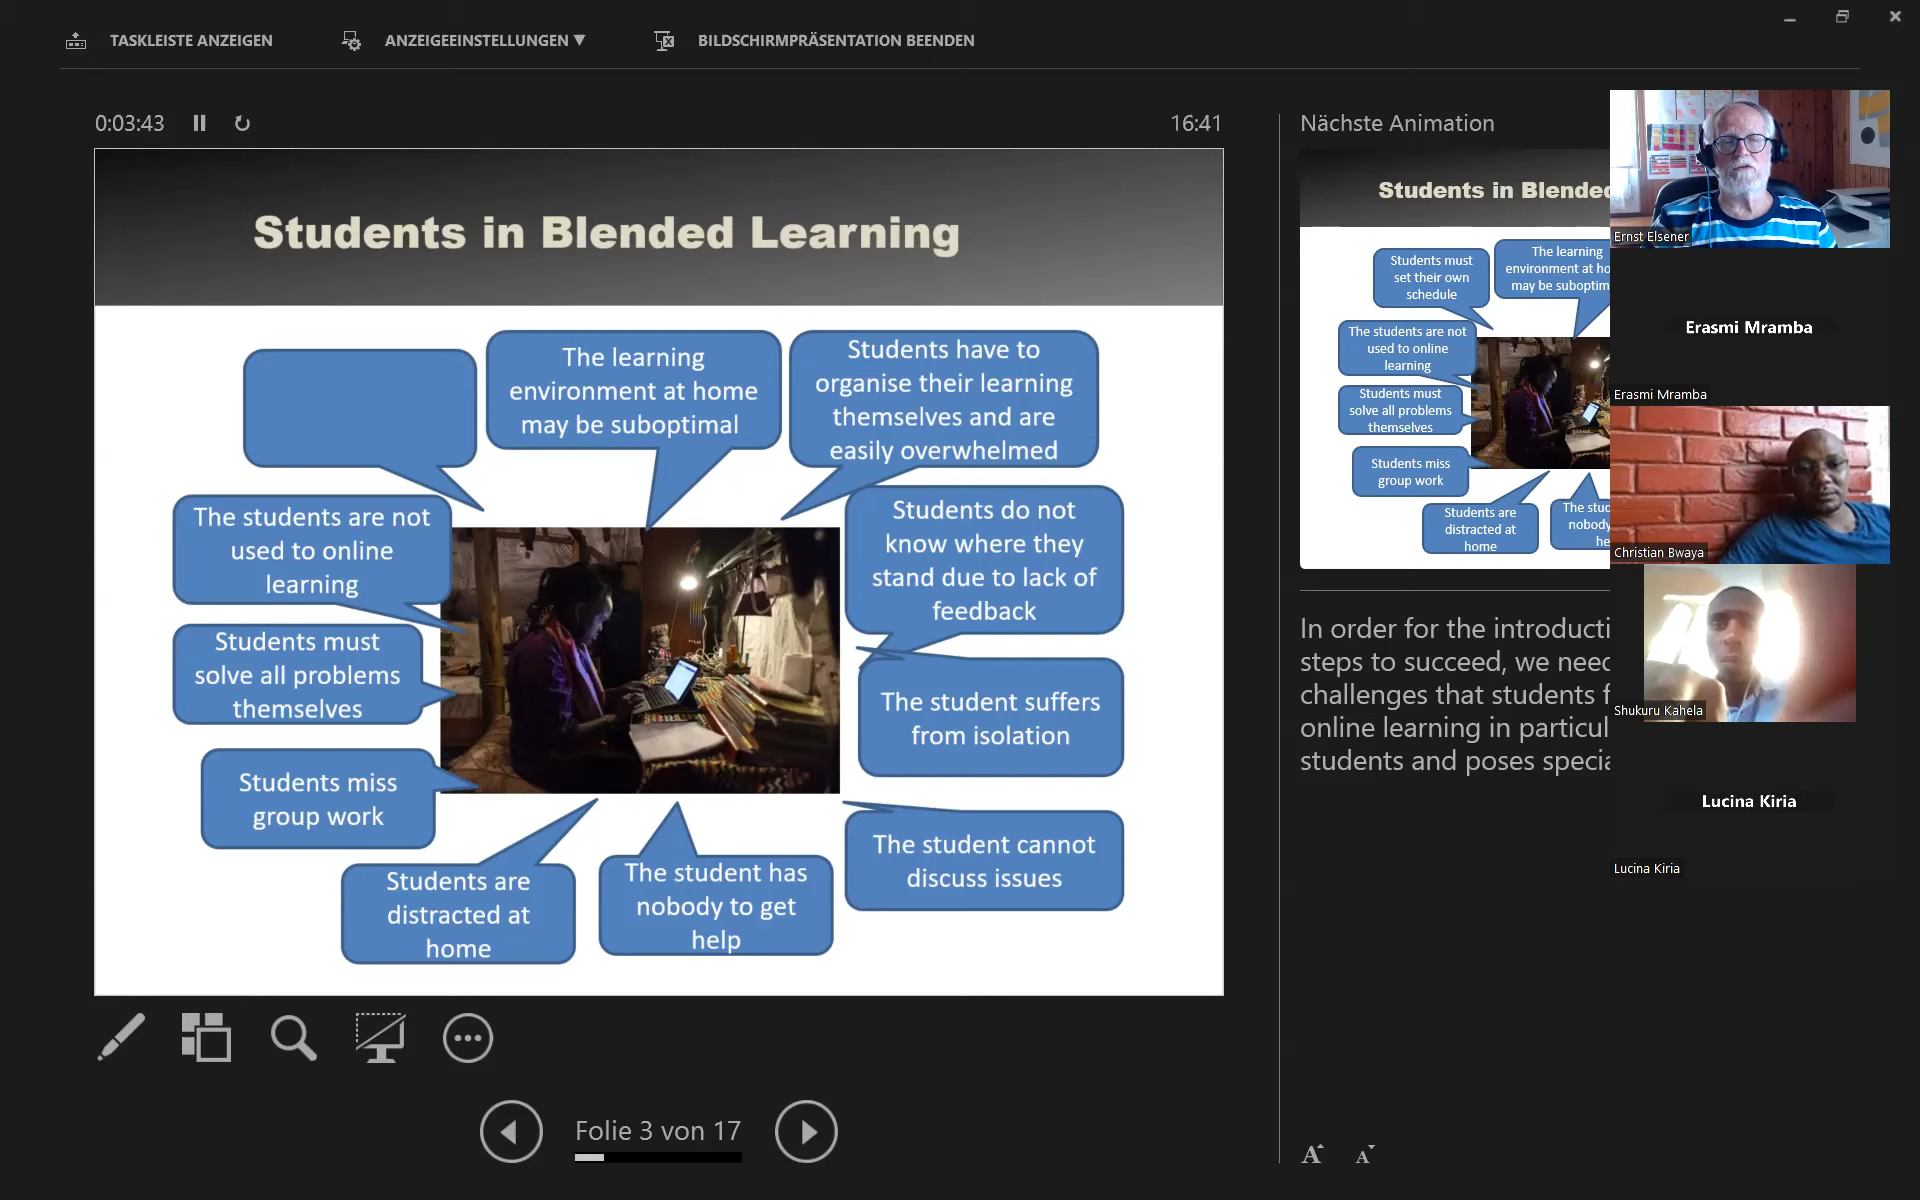 TASKLEISTE ANZEIGEN
ANZEIGEEINSTELLUNGEN ▼
BILDSCHIRMPRÄSENTATION BEENDEN
0:03:43
16:41
Students in Blended Learning
The learning
environment at home
may be suboptimal
Students have to
organise their learning
themselves and are
easily overwhelmed
The students are not
used to online
learning
Students do not
know where they
stand due to lack of
feedback
Students must
solve all problems
themselves
The student suffers
from isolation
Students miss
group work
The student cannot
discuss issues
Students are
distracted at
home
The student has
nobody to get
help
Folie 3 von 17
Nächste Animation
Students in Blended
Students must
set their own
schedule
The learning
environment at ho
may be suboptim
The students are not
used to online
learning
Students must
solve all problems
themselves
Students miss
group work
Students are
distracted at
home
The stud
nobody
he
In order for the introducti
steps to succeed, we need
challenges that students f
online learning in particul
students and poses specia
A
A
Ernst Elsener
Erasmi Mramba
Erasmi Mramba
Christian Bwaya
Shukuru Kahela
Lucina Kiria
Lucina Kiria